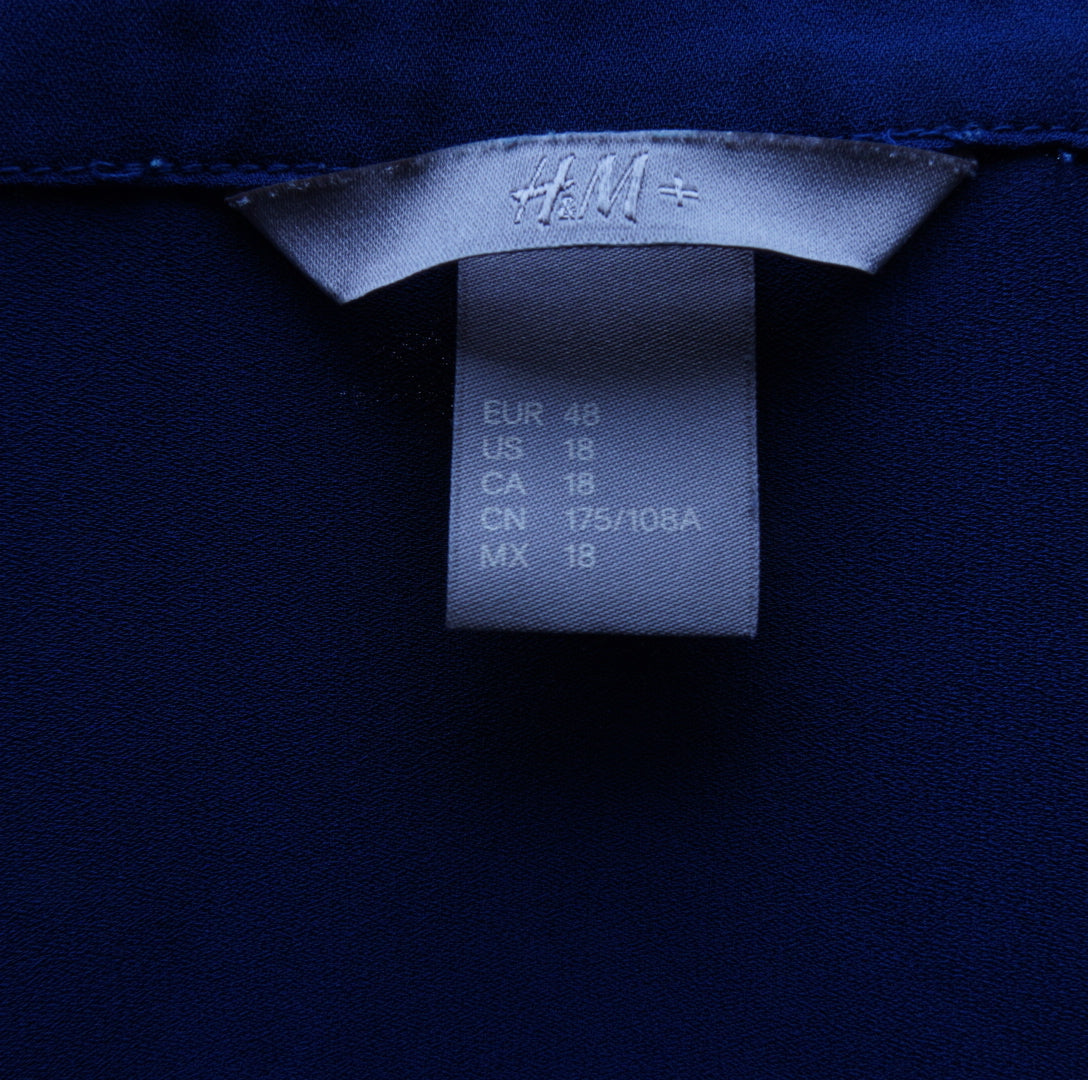 H&M+
EUR 48
US 18
CA 18
CN 175/108A
MX 18